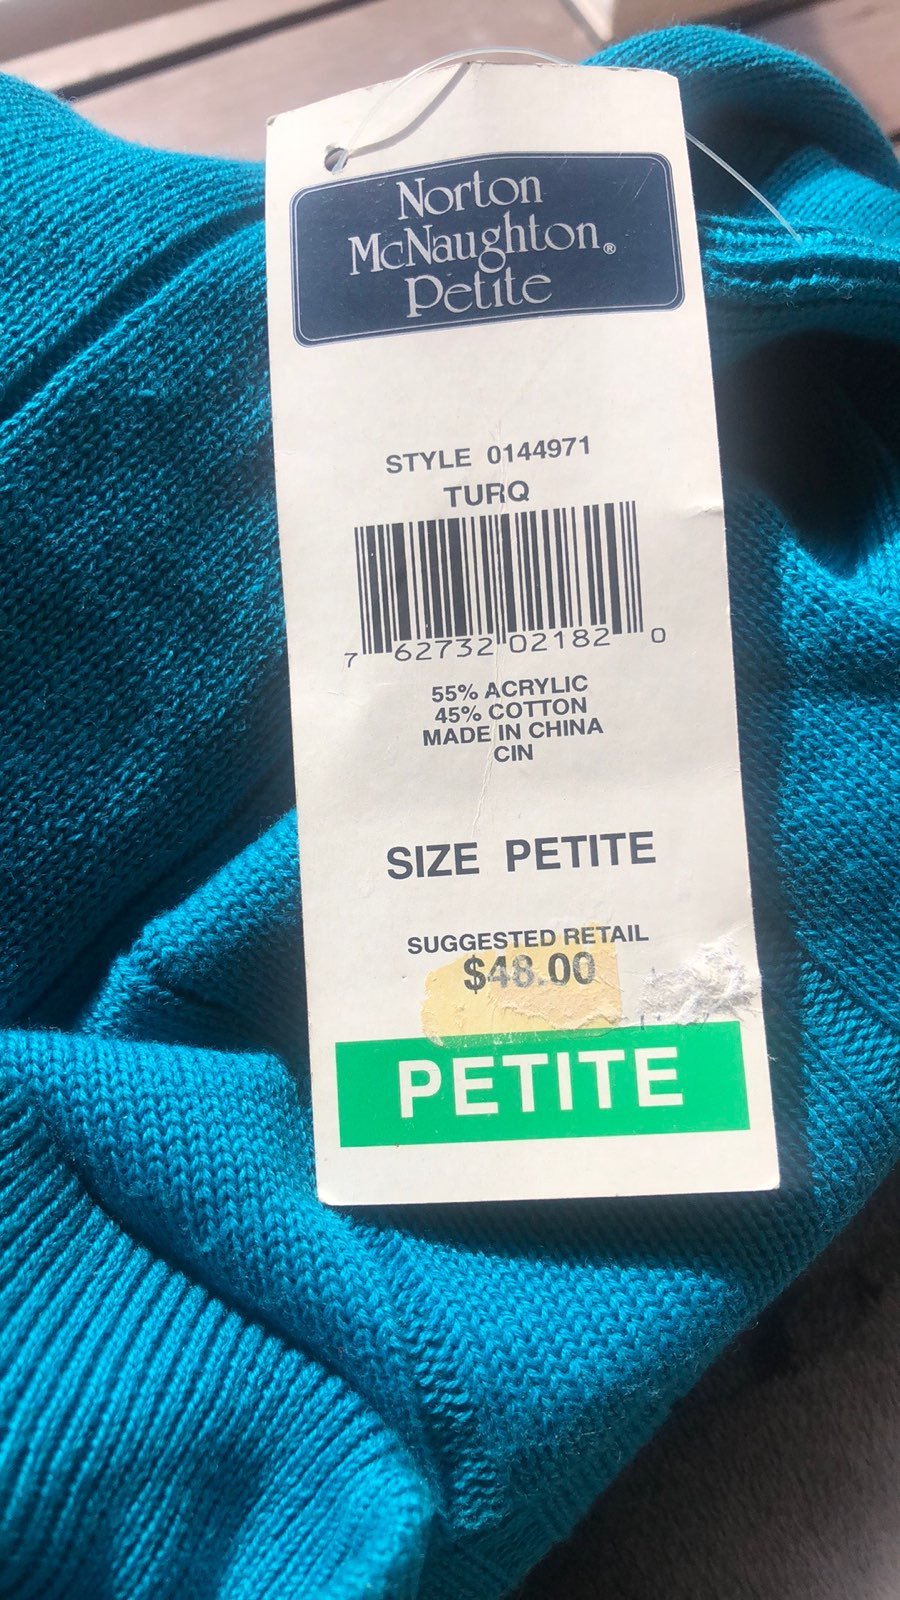 Norton
McNaughton®
Petite
STYLE 0144971
TURQ
7 62732 02182 0
55% ACRYLIC
45% COTTON
MADE IN CHINA
CIN
SIZE PETITE
SUGGESTED RETAIL
$48.00
PETITE